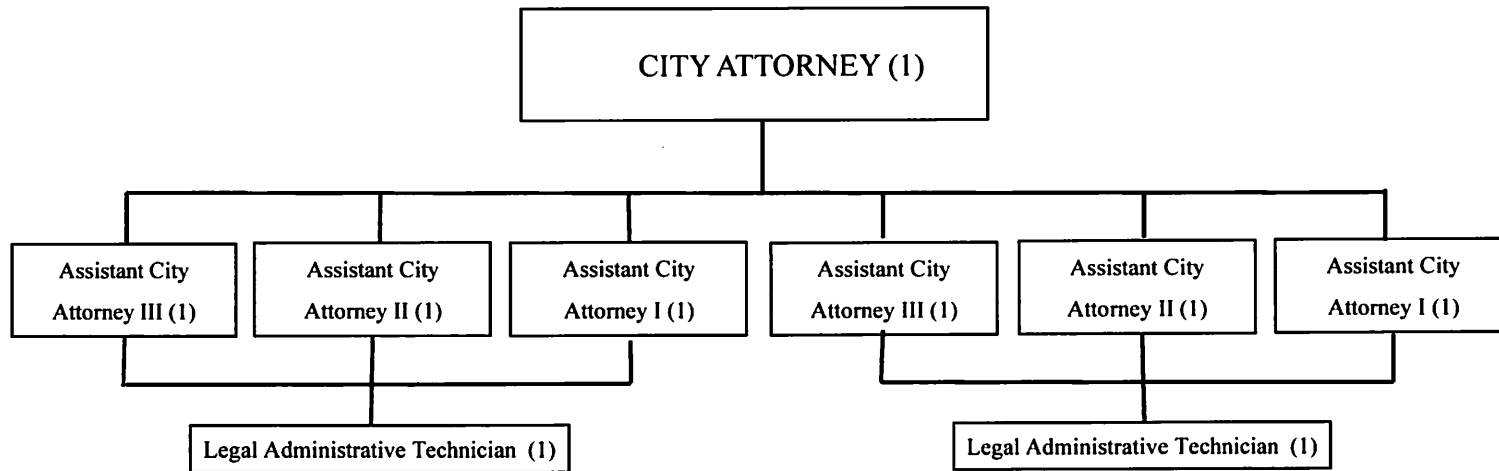 CITY ATTORNEY (1)
Assistant City
Attorney III (1)
Assistant City
Attorney II (1)
Assistant City
Attorney I (1)
Assistant City
Attorney III (1)
Assistant City
Attorney II (1)
Assistant City
Attorney I (1)
Legal Administrative Technician (1)
Legal Administrative Technician (1)